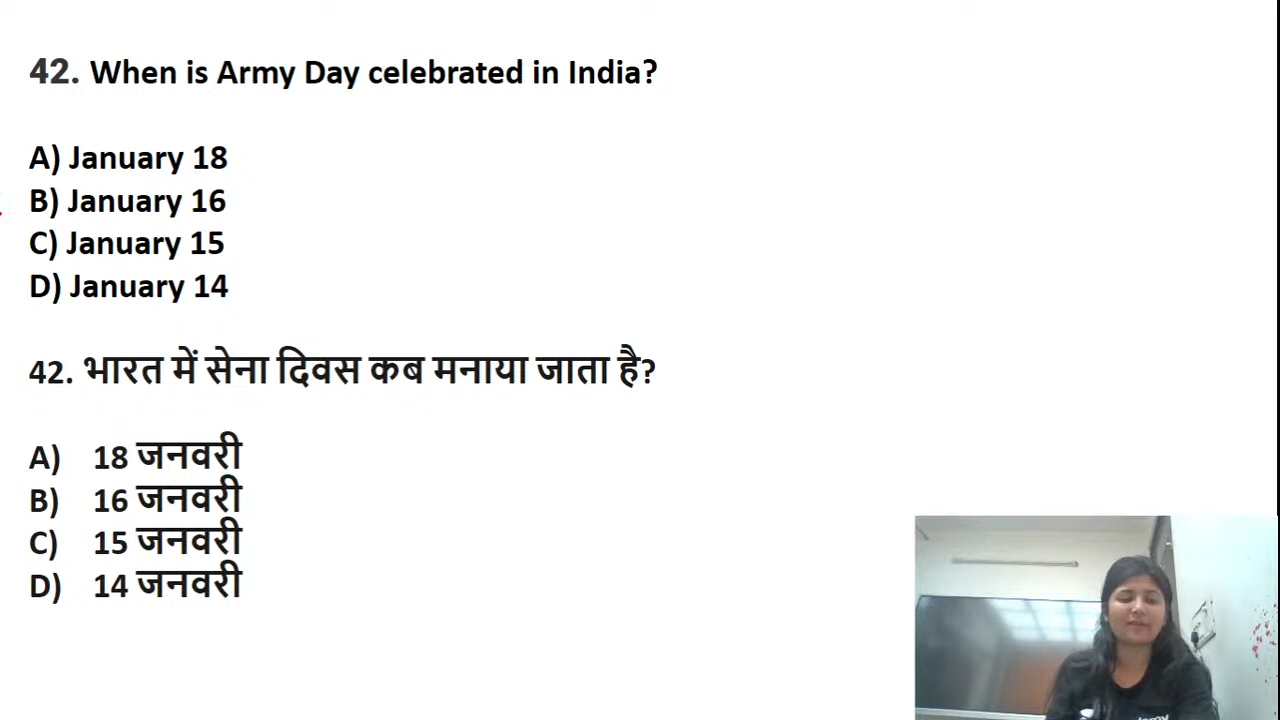 42. When is Army Day celebrated in India?
A) January 18
B) January 16
C) January 15
D) January 14
42. भारत में सेना दिवस कब मनाया जाता है?
A) 18 जनवरी
B) 16 जनवरी
C) 15 जनवरी
D) 14 जनवरी